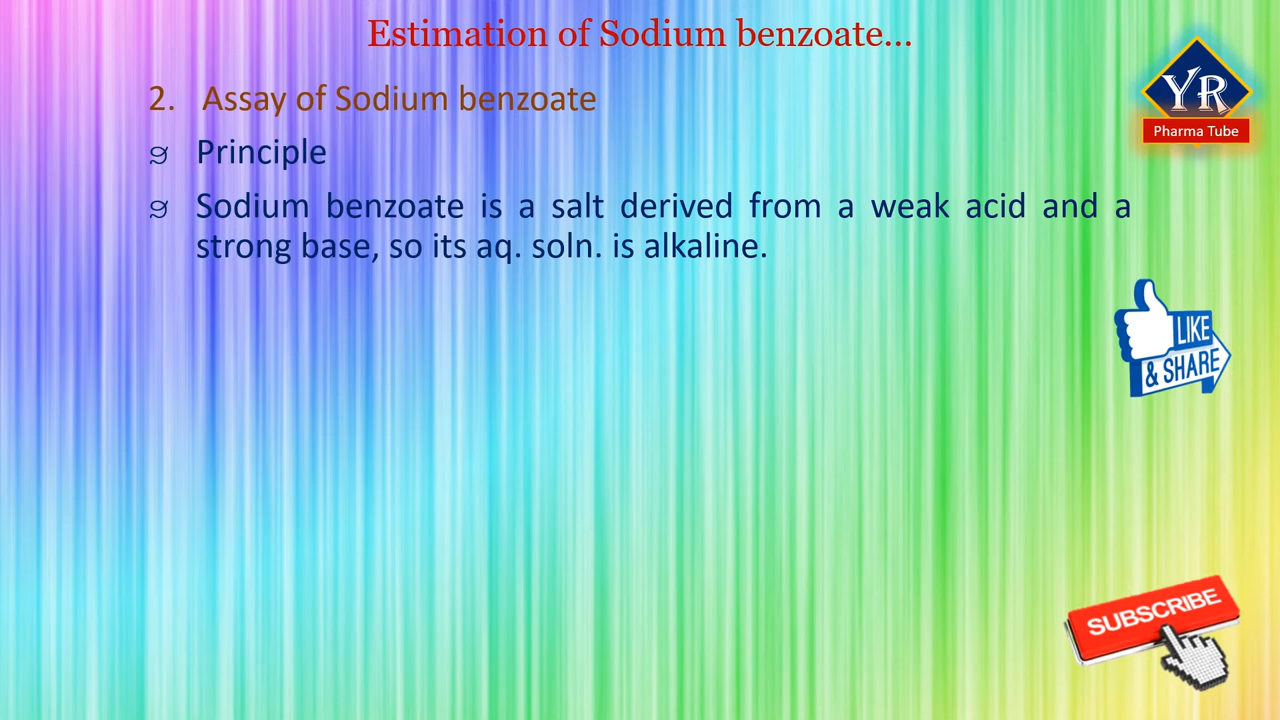 Estimation of Sodium benzoate...
YR
Pharma Tube
2. Assay of Sodium benzoate
Principle
Sodium benzoate is a salt derived from a weak acid and a
strong base, so its aq. soln. is alkaline.
LIKE
& SHARE
SUBSCRIBE